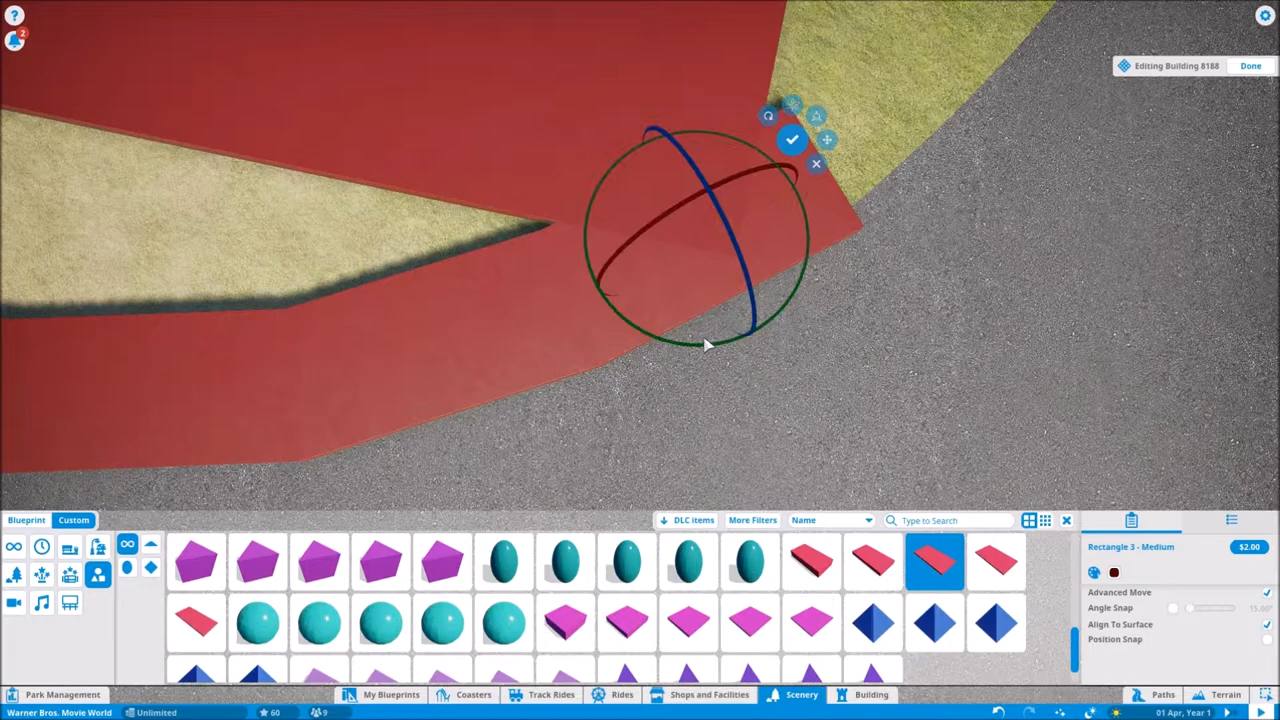 ?
2
Editing Building 8188 Done
Blueprint Custom
DLC items More Filters Name Type to Search
Rectangle 3 - Medium $2.00
Advanced Move
Angle Snap 15.00°
Align To Surface
Position Snap
Park Management My Blueprints Coasters Track Rides Rides Shops and Facilities Scenery Building Paths Terrain
Warner Bros. Movie World Unlimited 60 9 01 Apr, Year 1